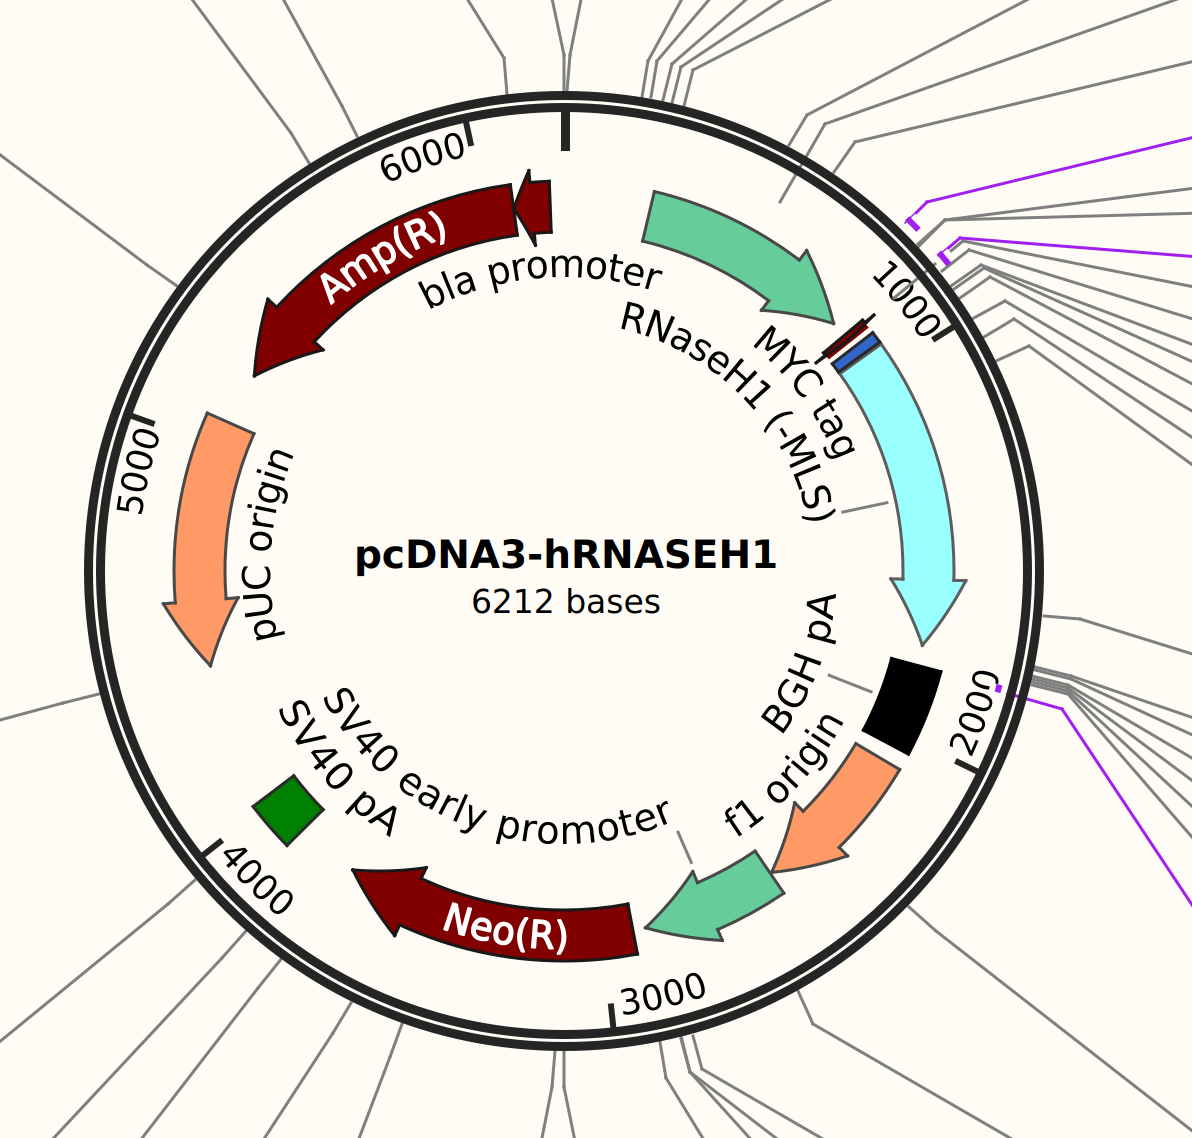 6000
Amp(R)
bla promoter
RNaseH1 (-MLS)
MYC tag
1000
5000
pUC origin
pcDNA3-hRNASEH1
6212 bases
BGH pA
2000
f1 origin
SV40 early promoter
SV40 pA
4000
Neo(R)
3000